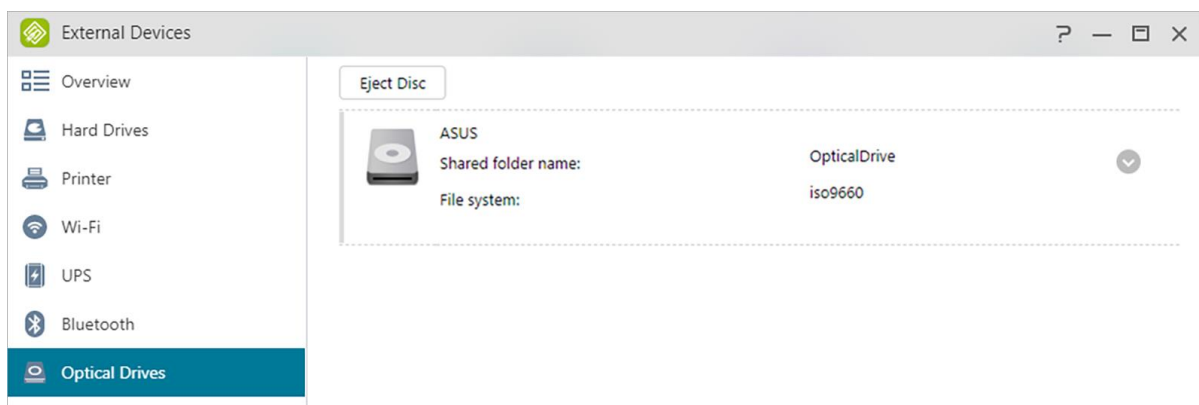 External Devices
Overview
Hard Drives
Printer
Wi-Fi
UPS
Bluetooth
Optical Drives
Eject Disc
ASUS
Shared folder name: OpticalDrive
File system: iso9660